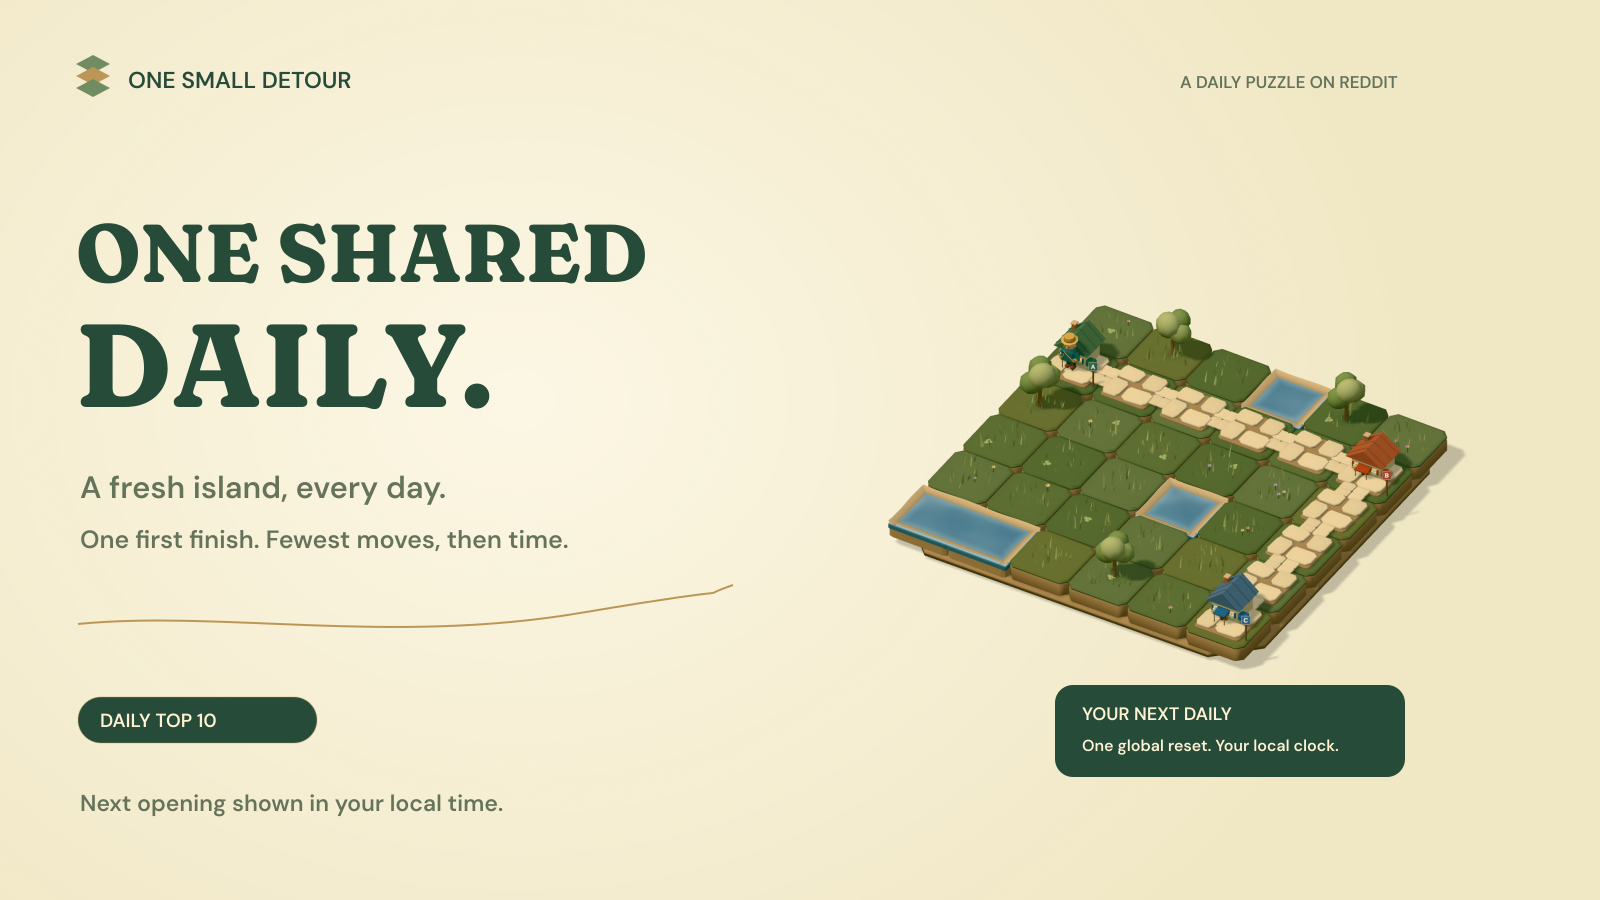 ONE SMALL DETOUR
A DAILY PUZZLE ON REDDIT
ONE SHARED
DAILY.
A fresh island, every day.
One first finish. Fewest moves, then time.
DAILY TOP 10
Next opening shown in your local time.
A
B
C
YOUR NEXT DAILY
One global reset. Your local clock.